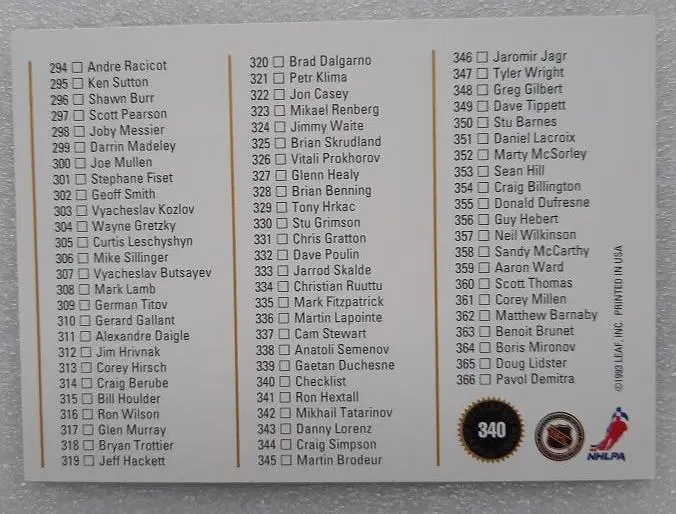 294 Andre Racicot
295 Ken Sutton
296 Shawn Burr
297 Scott Pearson
298 Joby Messier
299 Darrin Madeley
300 Joe Mullen
301 Stephane Fiset
302 Geoff Smith
303 Vyacheslav Kozlov
304 Wayne Gretzky
305 Curtis Leschyshyn
306 Mike Sillinger
307 Vyacheslav Butsayev
308 Mark Lamb
309 German Titov
310 Gerard Gallant
311 Alexandre Daigle
312 Jim Hrivnak
313 Corey Hirsch
314 Craig Berube
315 Bill Houlder
316 Ron Wilson
317 Glen Murray
318 Bryan Trottier
319 Jeff Hackett
320 Brad Dalgarno
321 Petr Klima
322 Jon Casey
323 Mikael Renberg
324 Jimmy Waite
325 Brian Skrudland
326 Vitali Prokhorov
327 Glenn Healy
328 Brian Benning
329 Tony Hrkac
330 Stu Grimson
331 Chris Gratton
332 Dave Poulin
333 Jarrod Skalde
334 Christian Ruuttu
335 Mark Fitzpatrick
336 Martin Lapointe
337 Cam Stewart
338 Anatoli Semenov
339 Gaetan Duchesne
340 Checklist
341 Ron Hextall
342 Mikhail Tatarinov
343 Danny Lorenz
344 Craig Simpson
345 Martin Brodeur
346 Jaromir Jagr
347 Tyler Wright
348 Greg Gilbert
349 Dave Tippett
350 Stu Barnes
351 Daniel Lacroix
352 Marty McSorley
353 Sean Hill
354 Craig Billington
355 Donald Dufresne
356 Guy Hebert
357 Neil Wilkinson
358 Sandy McCarthy
359 Aaron Ward
360 Scott Thomas
361 Corey Millen
362 Matthew Barnaby
363 Benoit Brunet
364 Boris Mironov
365 Doug Lidster
366 Pavol Demitra
©1993 LEAF, INC. PRINTED IN USA
340
NHL
NHLPA